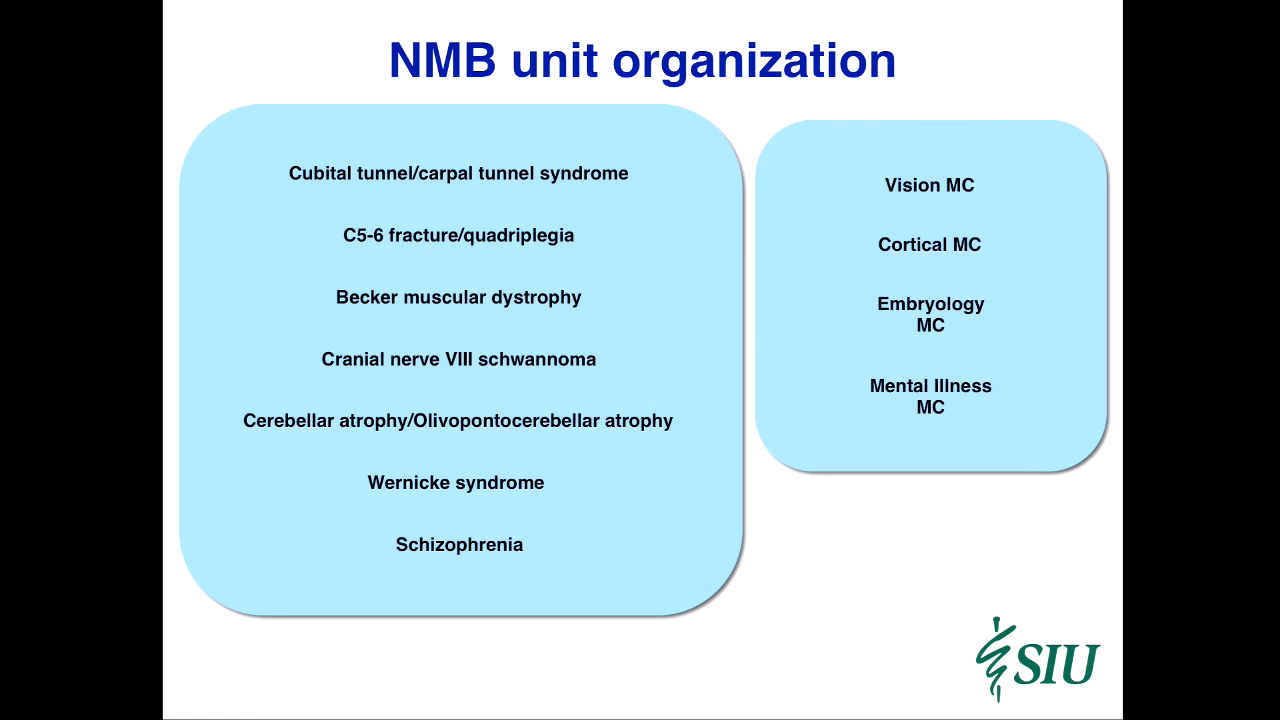 NMB unit organization
Cubital tunnel/carpal tunnel syndrome
C5-6 fracture/quadriplegia
Becker muscular dystrophy
Cranial nerve VIII schwannoma
Cerebellar atrophy/Olivopontocerebellar atrophy
Wernicke syndrome
Schizophrenia
Vision MC
Cortical MC
Embryology
MC
Mental Illness
MC
SIU